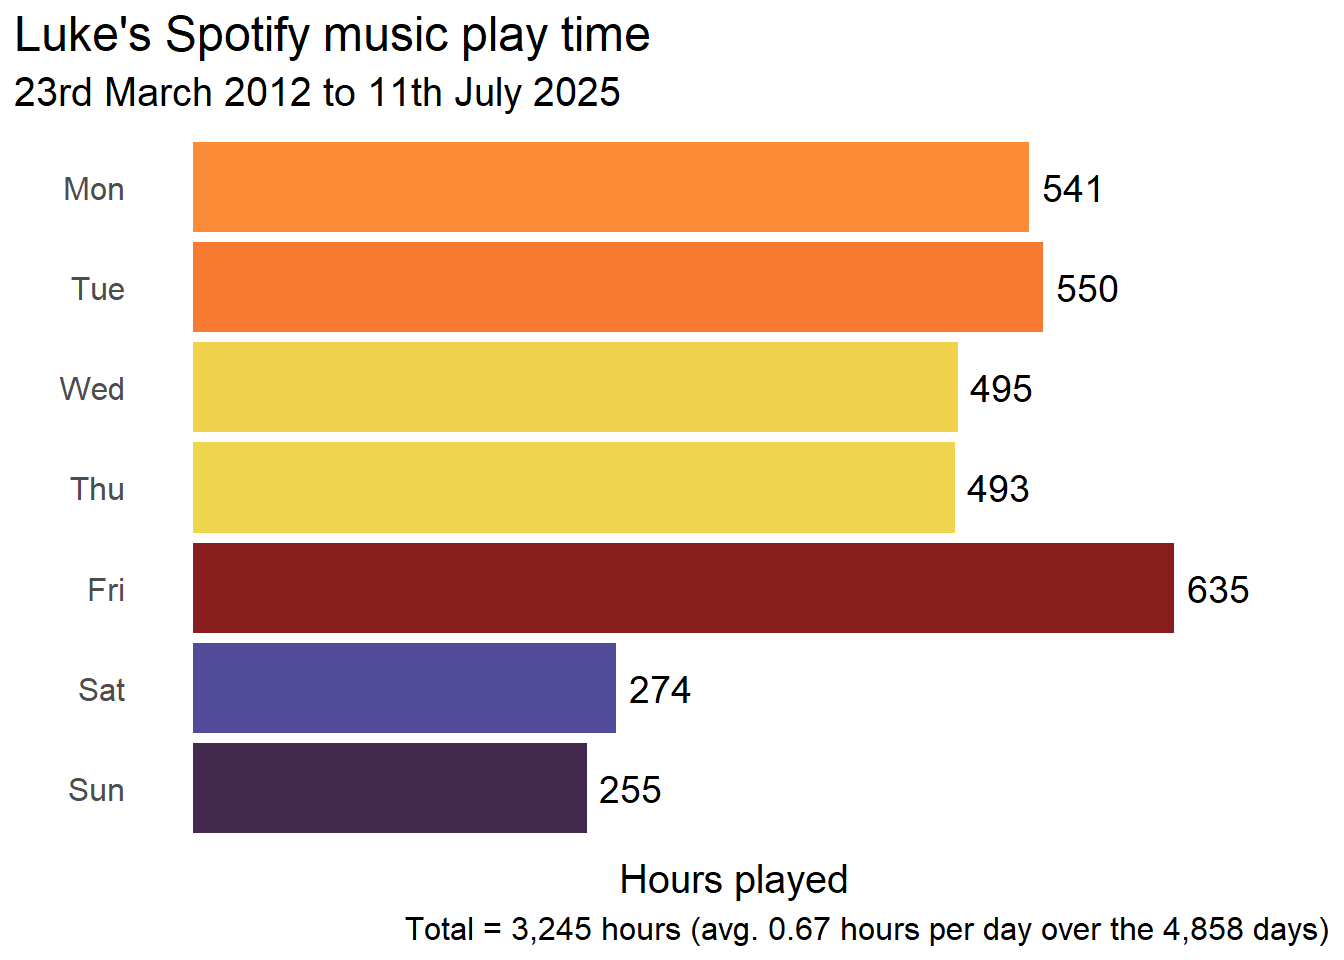 Luke's Spotify music play time
23rd March 2012 to 11th July 2025
Mon 541
Tue 550
Wed 495
Thu 493
Fri 635
Sat 274
Sun 255
Hours played
Total = 3,245 hours (avg. 0.67 hours per day over the 4,858 days)